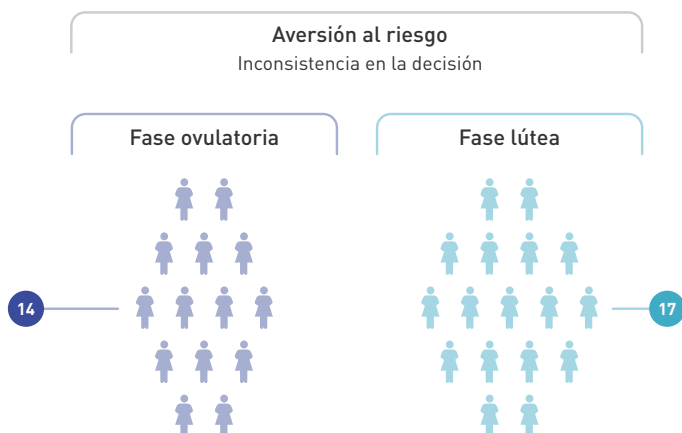 Aversión al riesgo
Inconsistencia en la decisión
Fase ovulatoria
Fase lútea
14
17